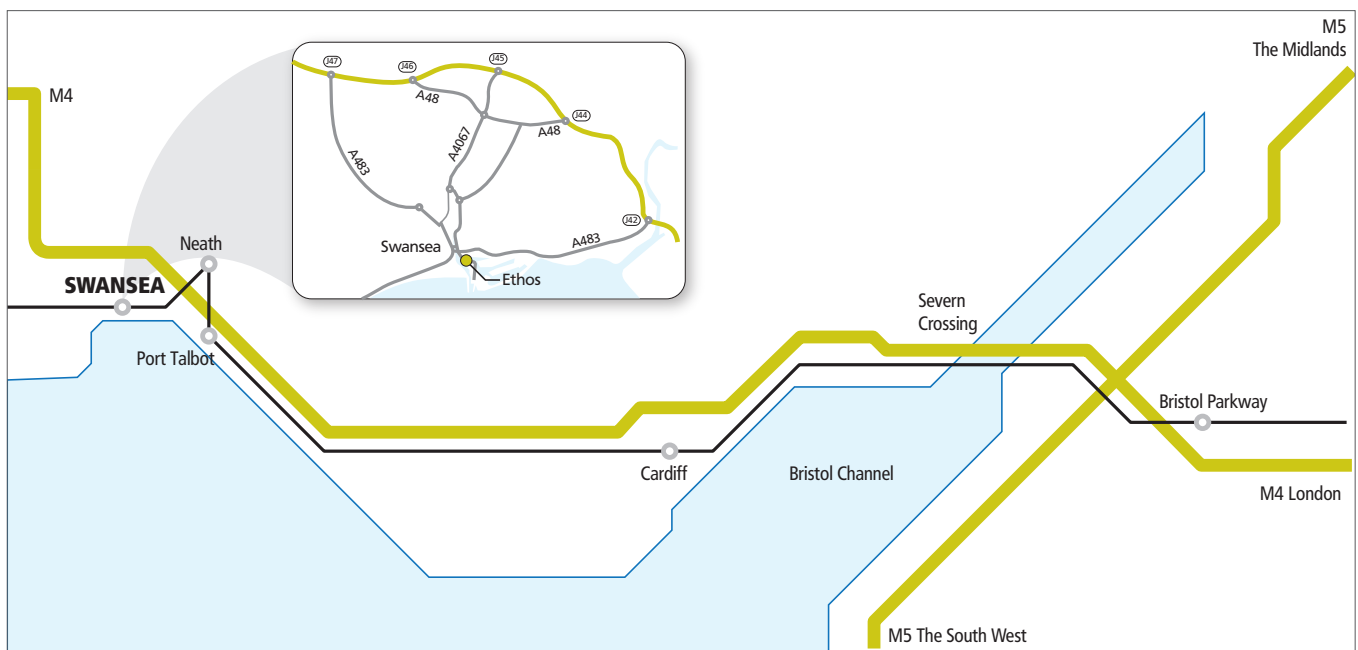 M5
The Midlands
M4
J47
J46
J45
J44
A48
A48
A4067
A483
J42
A483
Swansea
Ethos
Neath
SWANSEA
Port Talbot
Severn
Crossing
Bristol Parkway
Cardiff
Bristol Channel
M4 London
M5 The South West